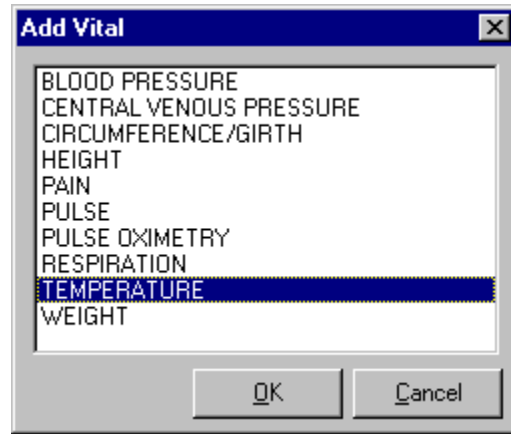 Add Vital
BLOOD PRESSURE
CENTRAL VENOUS PRESSURE
CIRCUMFERENCE/GIRTH
HEIGHT
PAIN
PULSE
PULSE OXIMETRY
RESPIRATION
TEMPERATURE
WEIGHT
OK Cancel